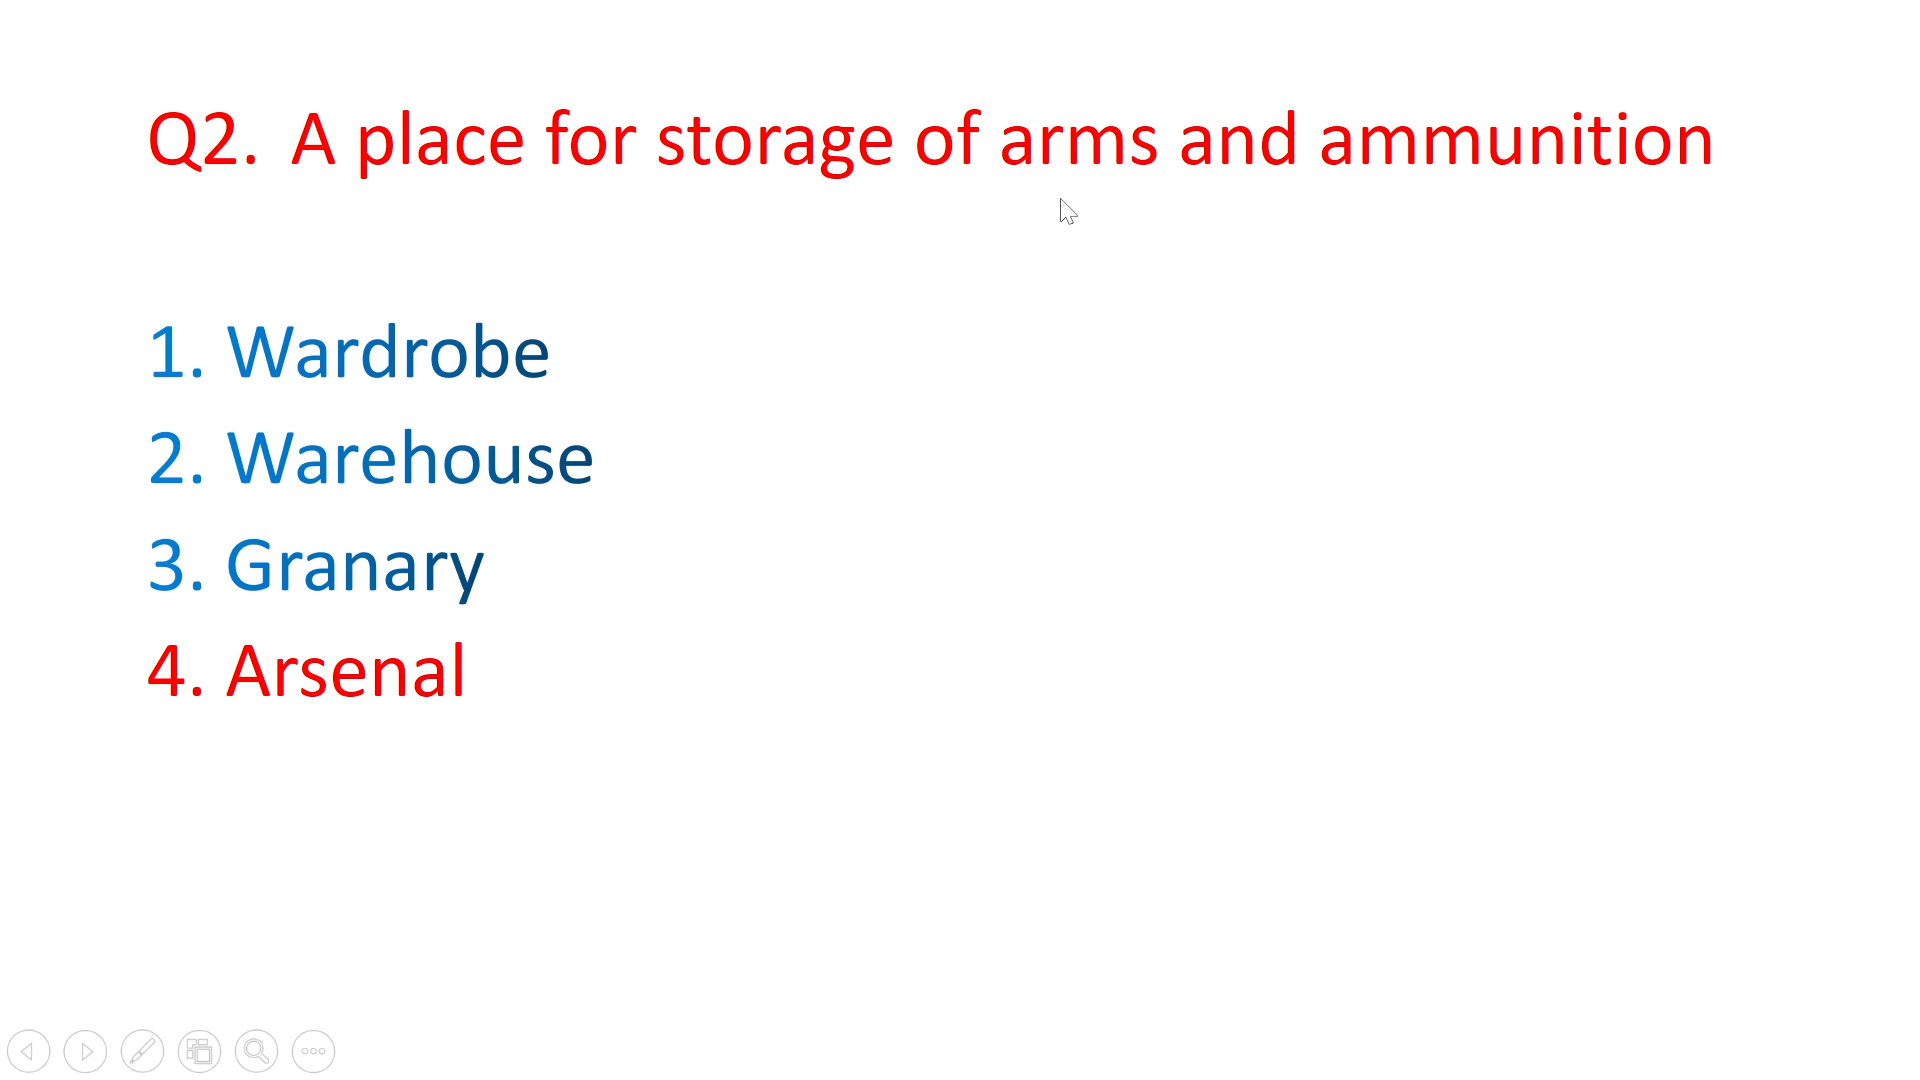 Q2. A place for storage of arms and ammunition
1. Wardrobe
2. Warehouse
3. Granary
4. Arsenal